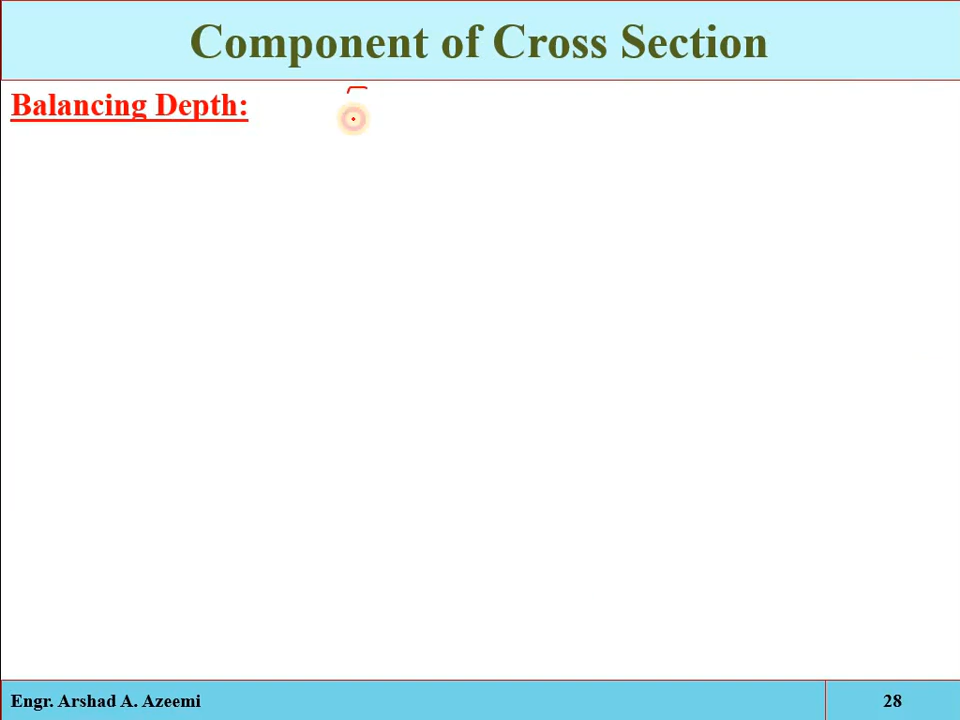 Component of Cross Section
Balancing Depth:
Engr. Arshad A. Azeemi
28